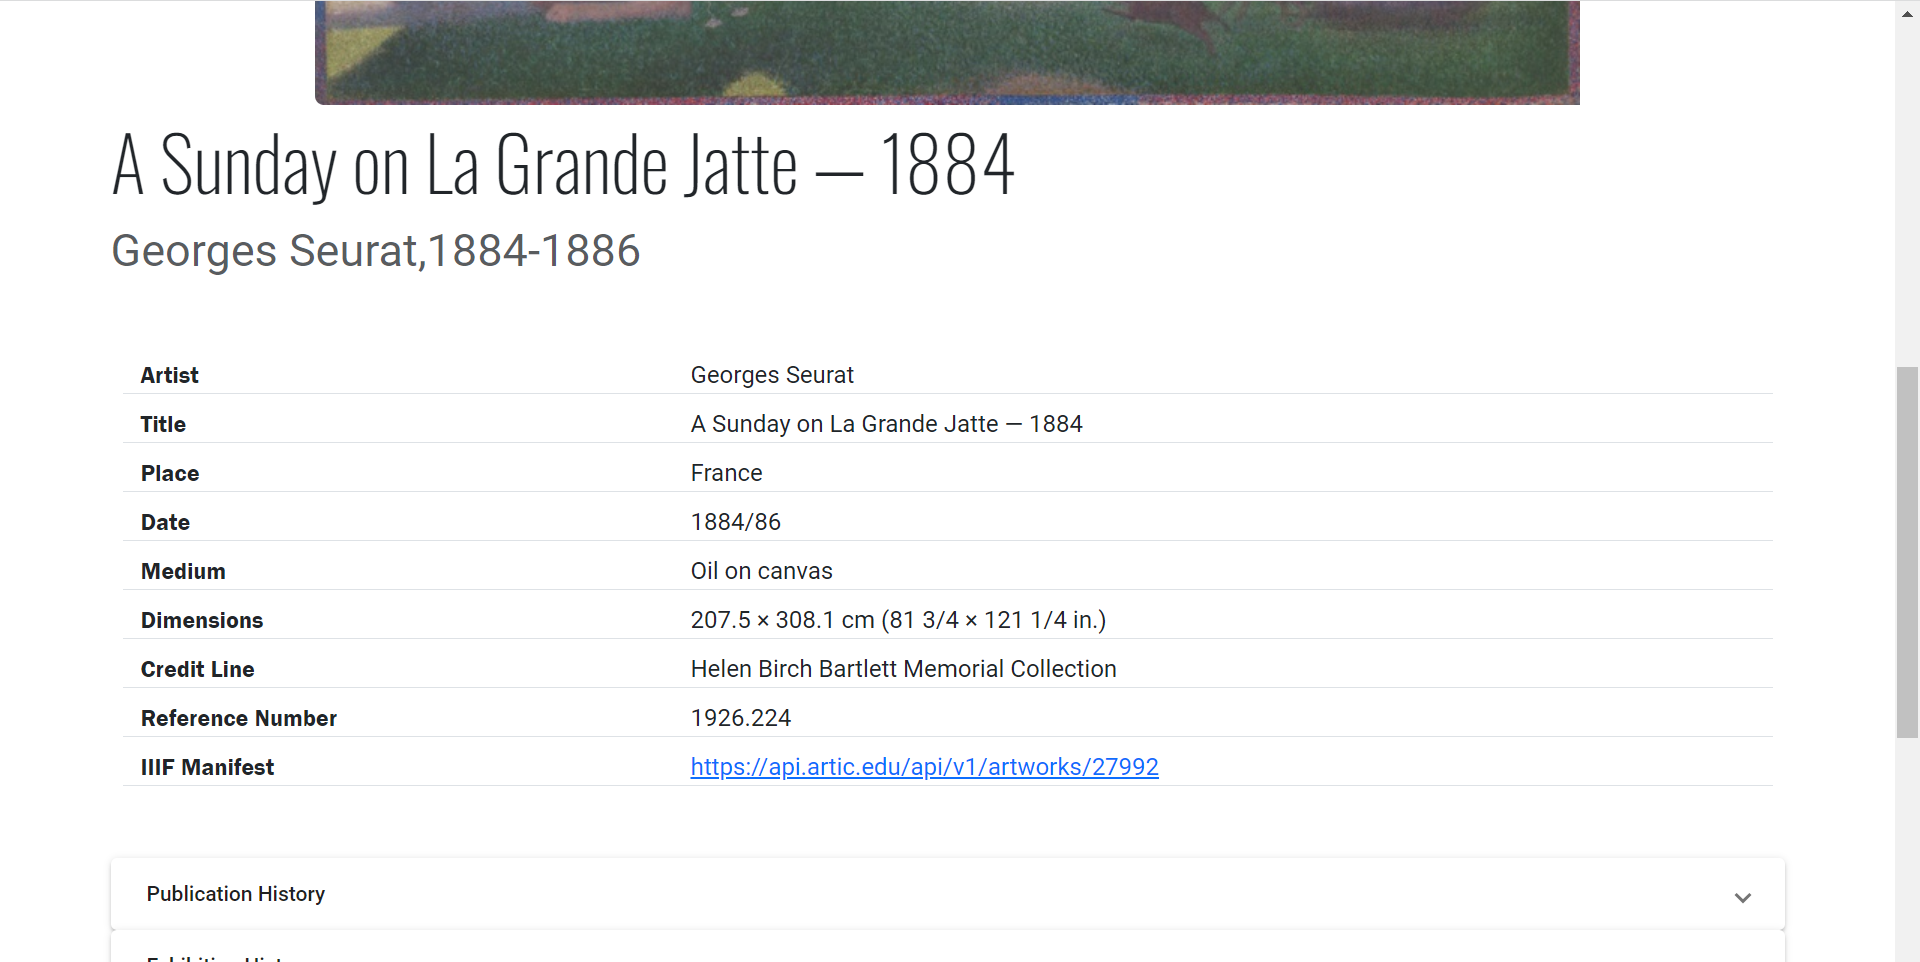 A Sunday on La Grande Jatte — 1884
Georges Seurat,1884-1886
Artist Georges Seurat
Title A Sunday on La Grande Jatte — 1884
Place France
Date 1884/86
Medium Oil on canvas
Dimensions 207.5 × 308.1 cm (81 3/4 × 121 1/4 in.)
Credit Line Helen Birch Bartlett Memorial Collection
Reference Number 1926.224
IIIF Manifest https://api.artic.edu/api/v1/artworks/27992
Publication History